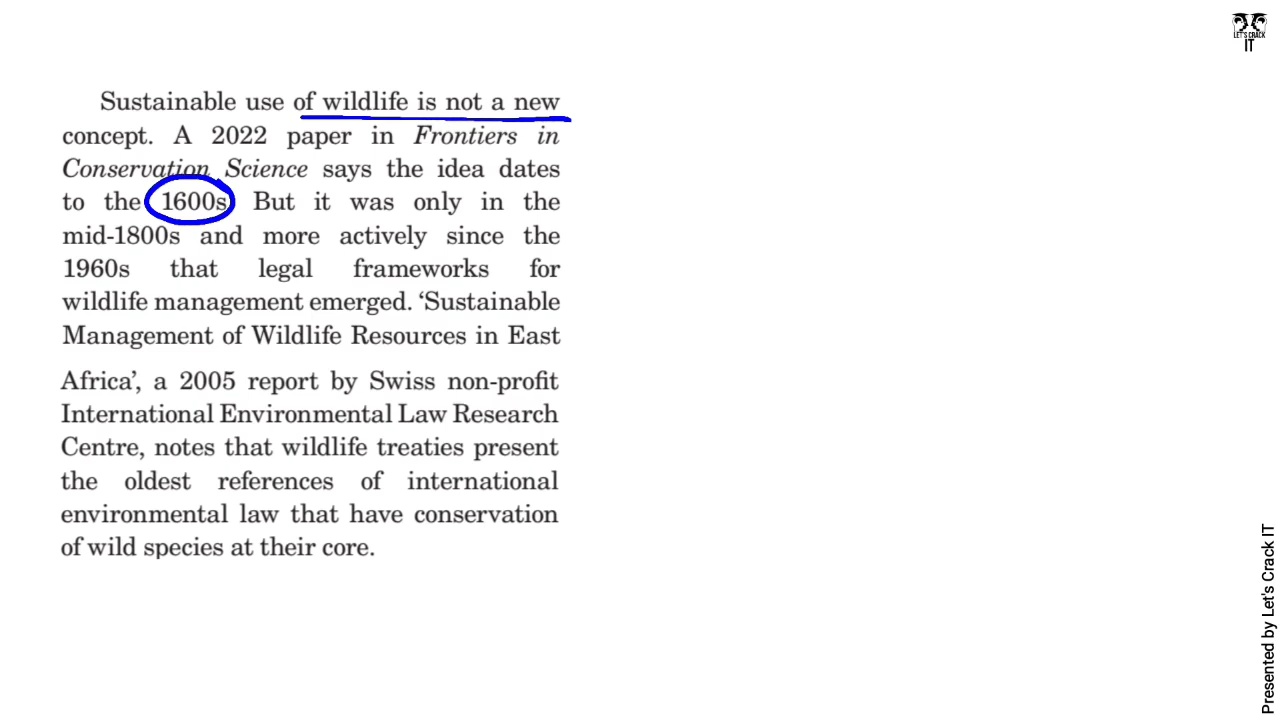 LET'S CRACK
IT
Sustainable use of wildlife is not a new
concept. A 2022 paper in Frontiers in
Conservation Science says the idea dates
to the 1600s. But it was only in the
mid-1800s and more actively since the
1960s that legal frameworks for
wildlife management emerged. ‘Sustainable
Management of Wildlife Resources in East
Africa’, a 2005 report by Swiss non-profit
International Environmental Law Research
Centre, notes that wildlife treaties present
the oldest references of international
environmental law that have conservation
of wild species at their core.
Presented by Let's Crack IT